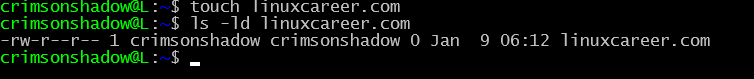 crimsonshadow@L:~$ touch linuxcareer.com
crimsonshadow@L:~$ ls -ld linuxcareer.com
-rw-r--r-- 1 crimsonshadow crimsonshadow 0 Jan  9 06:12 linuxcareer.com
crimsonshadow@L:~$